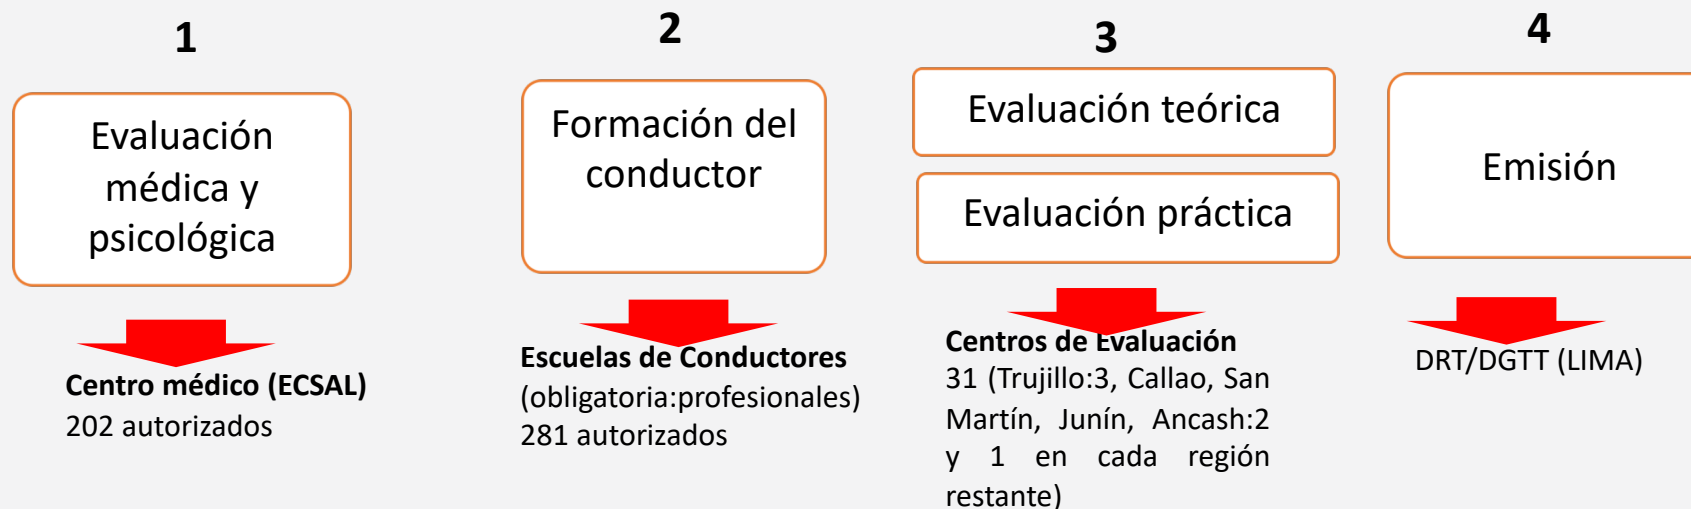 1
Evaluación
médica y
psicológica
Centro médico (ECSAL)
202 autorizados
2
Formación del
conductor
Escuelas de Conductores
(obligatoria:profesionales)
281 autorizados
3
Evaluación teórica
Evaluación práctica
Centros de Evaluación
31 (Trujillo:3, Callao, San
Martín, Junín, Ancash:2
y 1 en cada región
restante)
4
Emisión
DRT/DGTT (LIMA)